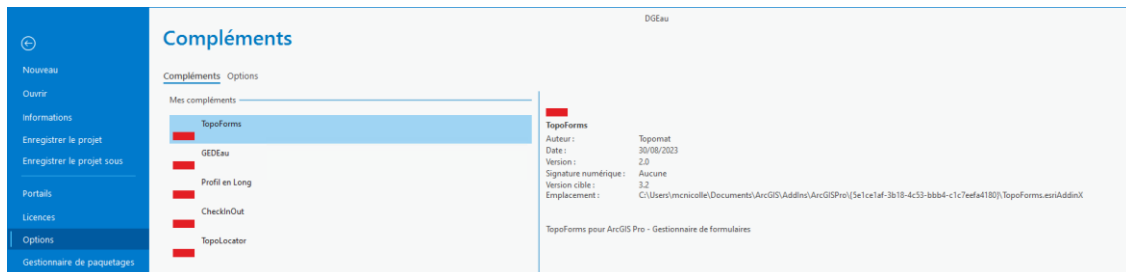 DGEau
Compléments
Nouveau
Ouvrir
Informations
Enregistrer le projet
Enregistrer le projet sous
Portails
Licences
Options
Gestionnaire de paquetages
Compléments Options
Mes compléments
TopoForms
GEDEau
Profil en Long
CheckInOut
TopoLocator
TopoForms
Auteur : Topomat
Date : 30/08/2023
Version : 2.0
Signature numérique : Aucune
Version cible : 3.2
Emplacement : C:\Users\mcnicolle\Documents\ArcGIS\AddIns\ArcGISPro\{5e1ce1af-3b18-4c53-bbb4-c1c7eefa4180}\TopoForms.esriAddinX
TopoForms pour ArcGIS Pro - Gestionnaire de formulaires